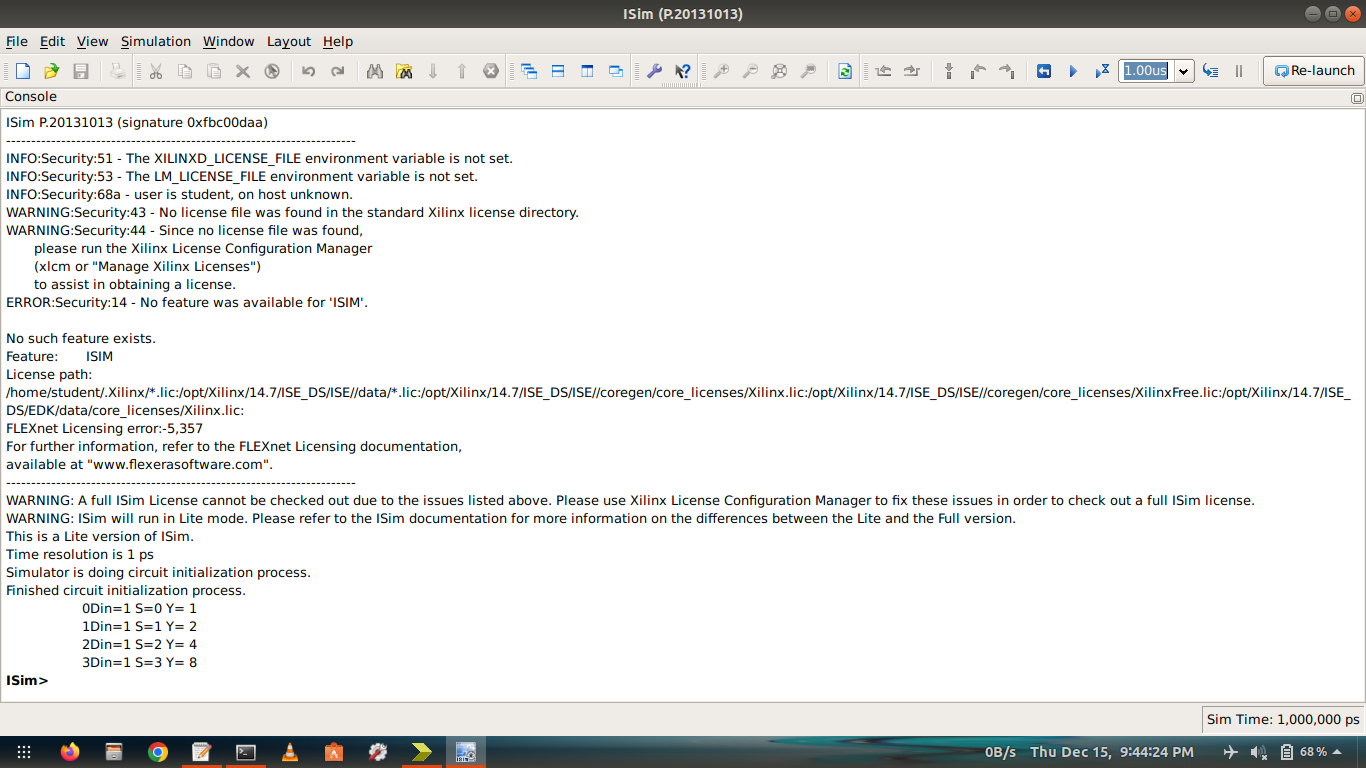 ISim (P.20131013)
File Edit View Simulation Window Layout Help
1.00us
Re-launch
Console
ISim P.20131013 (signature 0xfbc00daa)
----------------------------------------------------------------------
INFO:Security:51 - The XILINXD_LICENSE_FILE environment variable is not set.
INFO:Security:53 - The LM_LICENSE_FILE environment variable is not set.
INFO:Security:68a - user is student, on host unknown.
WARNING:Security:43 - No license file was found in the standard Xilinx license directory.
WARNING:Security:44 - Since no license file was found,
please run the Xilinx License Configuration Manager
(xlcm or "Manage Xilinx Licenses")
to assist in obtaining a license.
ERROR:Security:14 - No feature was available for 'ISIM'.
No such feature exists.
Feature: ISIM
License path:
/home/student/.Xilinx/*.lic:/opt/Xilinx/14.7/ISE_DS/ISE//data/*.lic:/opt/Xilinx/14.7/ISE_DS/ISE//coregen/core_licenses/Xilinx.lic:/opt/Xilinx/14.7/ISE_DS/ISE//coregen/core_licenses/XilinxFree.lic:/opt/Xilinx/14.7/ISE_
DS/EDK/data/core_licenses/Xilinx.lic:
FLEXnet Licensing error:-5,357
For further information, refer to the FLEXnet Licensing documentation,
available at "www.flexerasoftware.com".
----------------------------------------------------------------------
WARNING: A full ISim License cannot be checked out due to the issues listed above. Please use Xilinx License Configuration Manager to fix these issues in order to check out a full ISim license.
WARNING: ISim will run in Lite mode. Please refer to the ISim documentation for more information on the differences between the Lite and the Full version.
This is a Lite version of ISim.
Time resolution is 1 ps
Simulator is doing circuit initialization process.
Finished circuit initialization process.
0Din=1 S=0 Y= 1
1Din=1 S=1 Y= 2
2Din=1 S=2 Y= 4
3Din=1 S=3 Y= 8
ISim>
Sim Time: 1,000,000 ps
0B/s Thu Dec 15, 9:44:24 PM 68 %